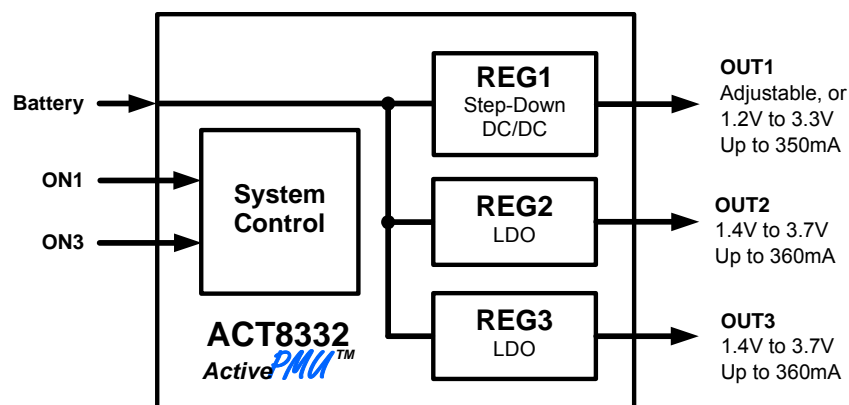 Battery
ON1
ON3
System
Control
ACT8332
ActivePMU™
REG1
Step-Down
DC/DC
REG2
LDO
REG3
LDO
OUT1
Adjustable, or
1.2V to 3.3V
Up to 350mA
OUT2
1.4V to 3.7V
Up to 360mA
OUT3
1.4V to 3.7V
Up to 360mA